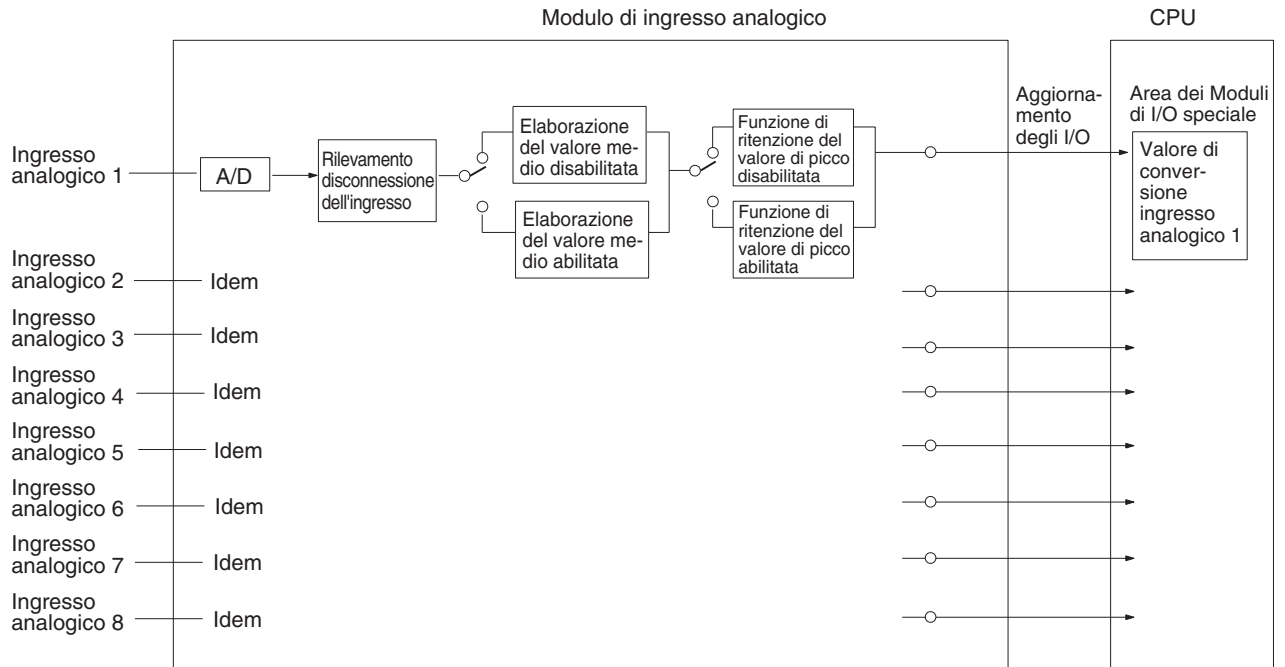 Modulo di ingresso analogico
CPU
Ingresso
analogico 1
A/D
Rilevamento
disconnessione
dell'ingresso
Elaborazione
del valore me-
dio disabilitata
Elaborazione
del valore me-
dio abilitata
Funzione di
ritenzione del
valore di picco
disabilitata
Funzione di
ritenzione del
valore di picco
abilitata
Aggiorna-
mento
degli I/O
Area dei Moduli
di I/O speciale
Valore di
conver-
sione
ingresso
analogico 1
Ingresso
analogico 2
Idem
Ingresso
analogico 3
Idem
Ingresso
analogico 4
Idem
Ingresso
analogico 5
Idem
Ingresso
analogico 6
Idem
Ingresso
analogico 7
Idem
Ingresso
analogico 8
Idem